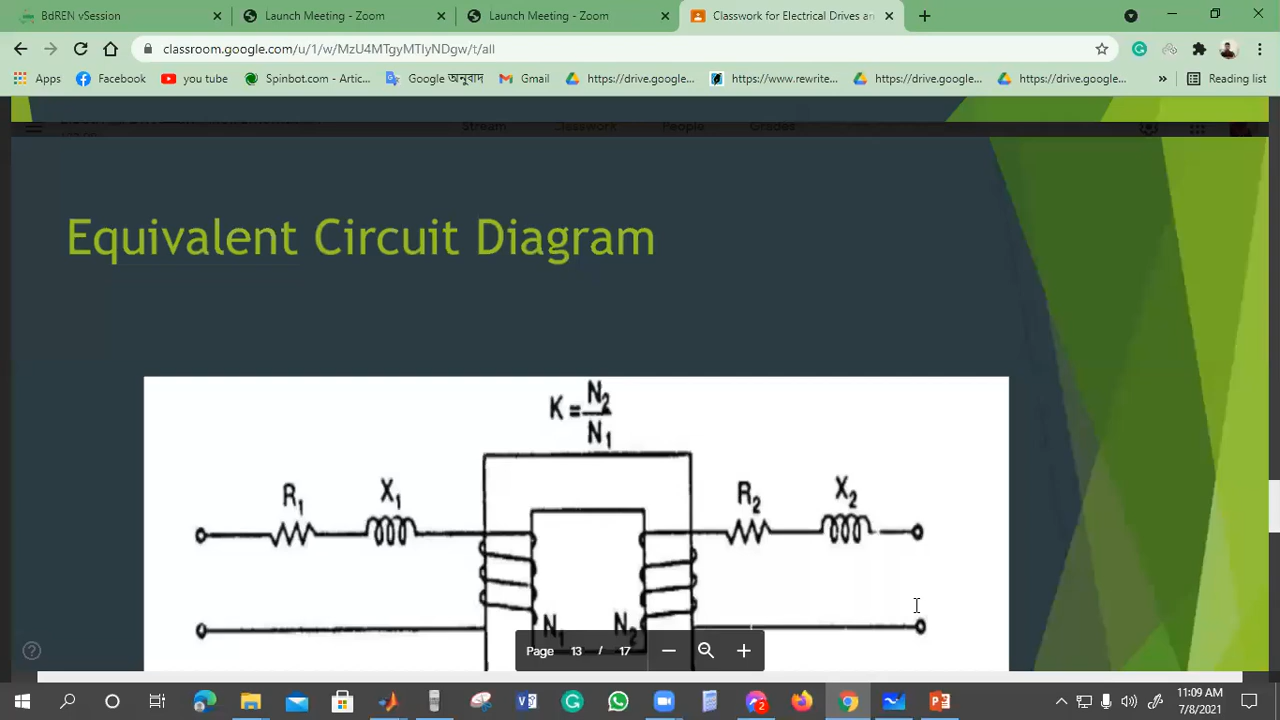 BdREN vSession
Launch Meeting - Zoom
Launch Meeting - Zoom
Classwork for Electrical Drives an
classroom.google.com/u/1/w/MzU4MTgyMTIyNDgw/t/all
Apps
Facebook
you tube
Spinbot.com - Artic...
Google অনুবাদ
Gmail
https://drive.google...
https://www.rewrite...
https://drive.google...
https://drive.google...
»
Reading list
Stream
Classwork
People
Grades
Equivalent Circuit Diagram
K = N2/N1
R1
X1
R2
X2
N1
N2
Page 13 / 17
11:09 AM
7/8/2021
2